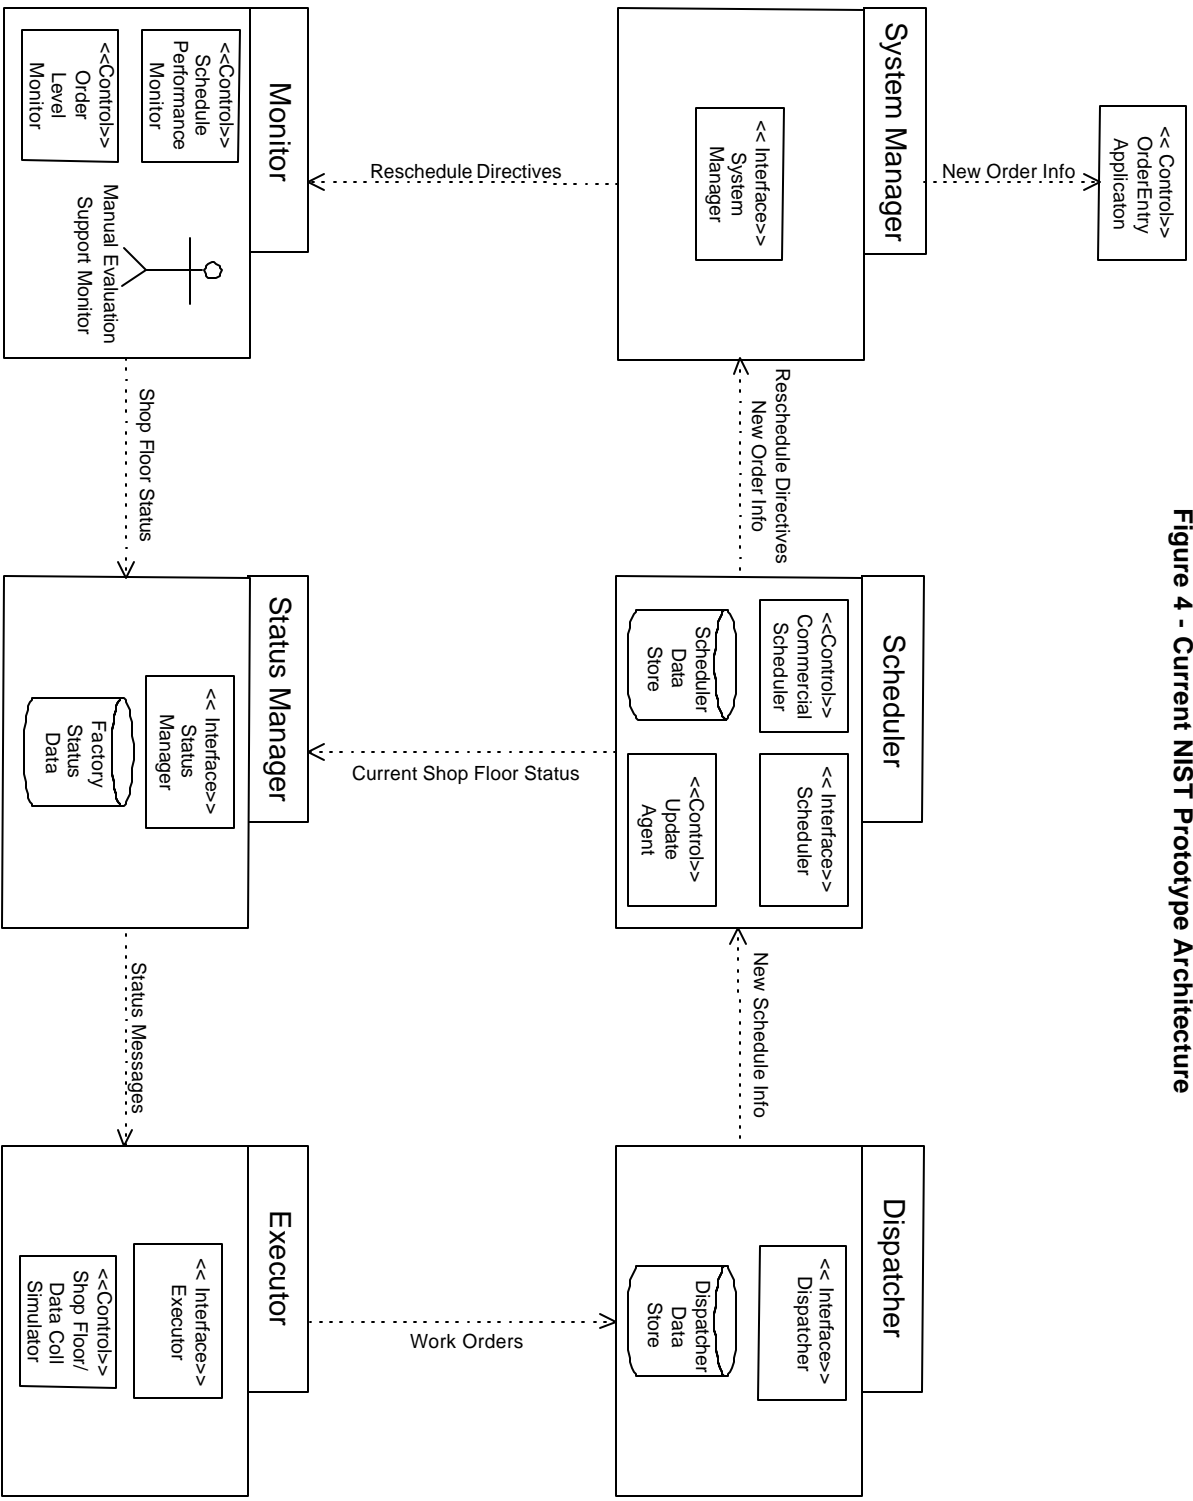 Figure 4 - Current NIST Prototype Architecture
<< Control>>
OrderEntry
Applicaton
New Order Info
System Manager
<< Interface>>
System
Manager
Reschedule Directives
New Order Info
Scheduler
<<Control>>
Commercial
Scheduler
<< Interface>>
Scheduler
Scheduler
Data
Store
<<Control>>
Update
Agent
New Schedule Info
Dispatcher
<< Interface>>
Dispatcher
Dispatcher
Data
Store
Reschedule Directives
Current Shop Floor Status
Work Orders
Monitor
<<Control>>
Schedule
Performance
Monitor
<<Control>>
Order
Level
Monitor
Manual Evaluation
Support Monitor
Shop Floor Status
Status Manager
<< Interface>>
Status
Manager
Factory
Status
Data
Status Messages
Executor
<< Interface>>
Executor
<<Control>>
Shop Floor/
Data Coll
Simulator